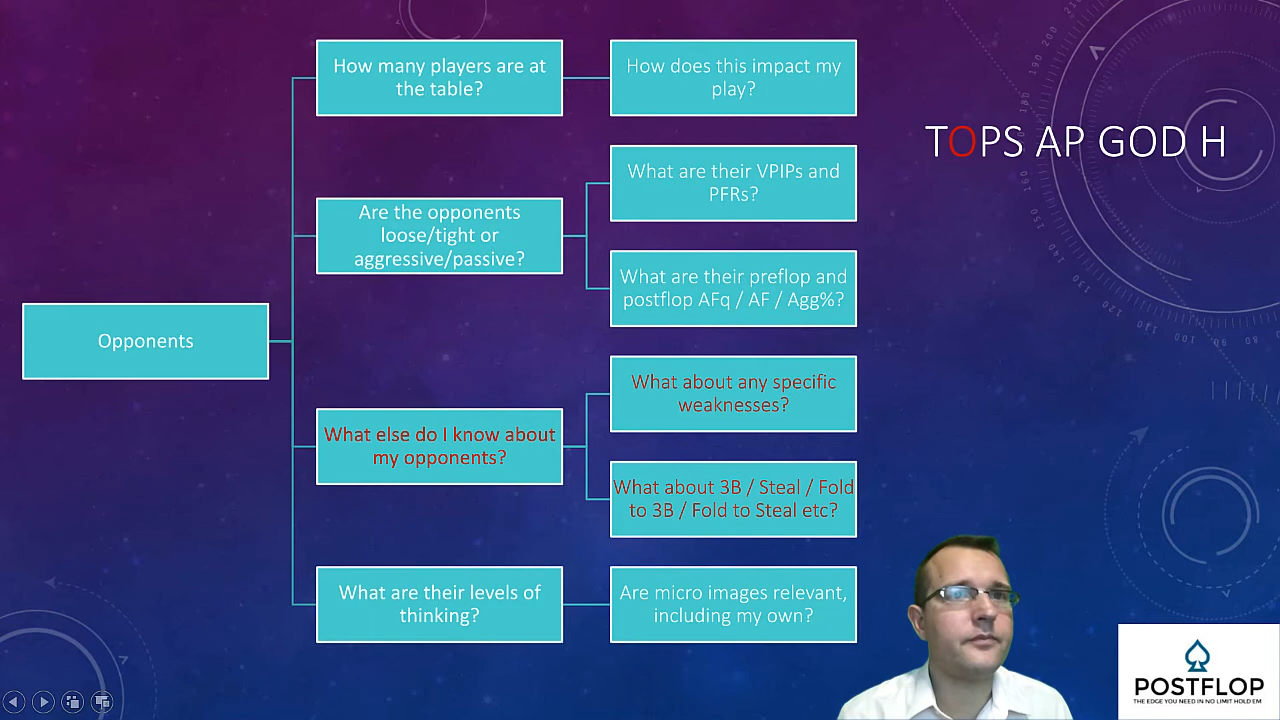 How many players are at
the table?
How does this impact my
play?
TOPS AP GOD H
What are their VPIPs and
PFRs?
Are the opponents
loose/tight or
aggressive/passive?
What are their preflop and
postflop AFq / AF / Agg%?
Opponents
What about any specific
weaknesses?
What else do I know about
my opponents?
What about 3B / Steal / Fold
to 3B / Fold to Steal etc?
What are their levels of
thinking?
Are micro images relevant,
including my own?
POSTFLOP
THE EDGE YOU NEED IN NO LIMIT HOLD EM